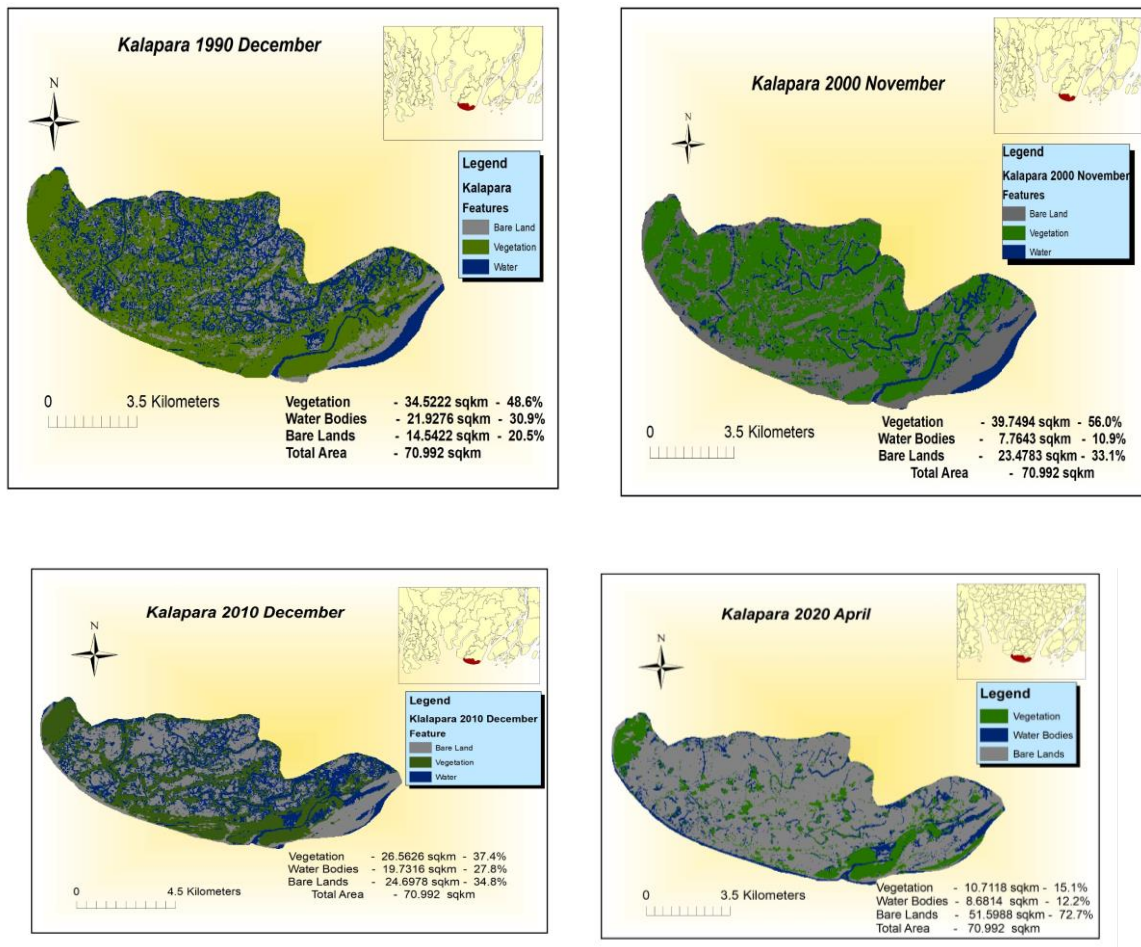 Kalapara 1990 December
N
Legend
Kalapara
Features
Bare Land
Vegetation
Water
0 3.5 Kilometers
Vegetation - 34.5222 sqkm - 48.6%
Water Bodies - 21.9276 sqkm - 30.9%
Bare Lands - 14.5422 sqkm - 20.5%
Total Area - 70.992 sqkm
Kalapara 2000 November
N
Legend
Kalapara 2000 November
Features
Bare Land
Vegetation
Water
0 3.5 Kilometers
Vegetation - 39.7494 sqkm - 56.0%
Water Bodies - 7.7643 sqkm - 10.9%
Bare Lands - 23.4783 sqkm - 33.1%
Total Area - 70.992 sqkm
Kalapara 2010 December
N
Legend
Klalapara 2010 December
Feature
Bare Land
Vegetation
Water
0 4.5 Kilometers
Vegetation - 26.5626 sqkm - 37.4%
Water Bodies - 19.7316 sqkm - 27.8%
Bare Lands - 24.6978 sqkm - 34.8%
Total Area - 70.992 sqkm
Kalapara 2020 April
N
Legend
Vegetation
Water Bodies
Bare Lands
0 3.5 Kilometers
Vegetation - 10.7118 sqkm - 15.1%
Water Bodies - 8.6814 sqkm - 12.2%
Bare Lands - 51.5988 sqkm - 72.7%
Total Area - 70.992 sqkm